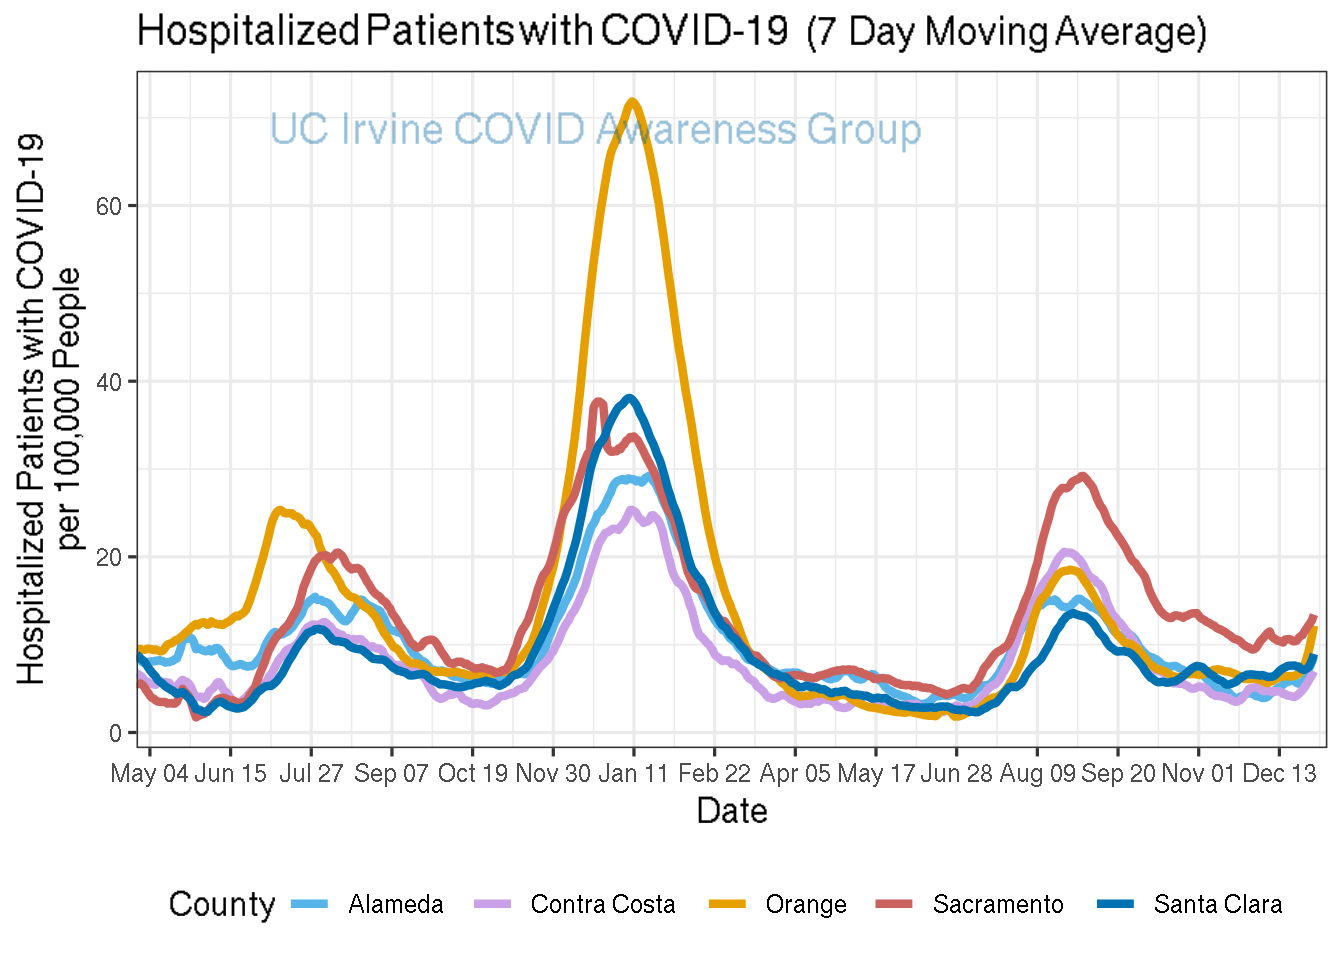 Hospitalized Patients with COVID-19 (7 Day Moving Average)
UC Irvine COVID Awareness Group
Hospitalized Patients with COVID-19
per 100,000 People
60
40
20
0
May 04 Jun 15 Jul 27 Sep 07 Oct 19 Nov 30 Jan 11 Feb 22 Apr 05 May 17 Jun 28 Aug 09 Sep 20 Nov 01 Dec 13
Date
County Alameda Contra Costa Orange Sacramento Santa Clara